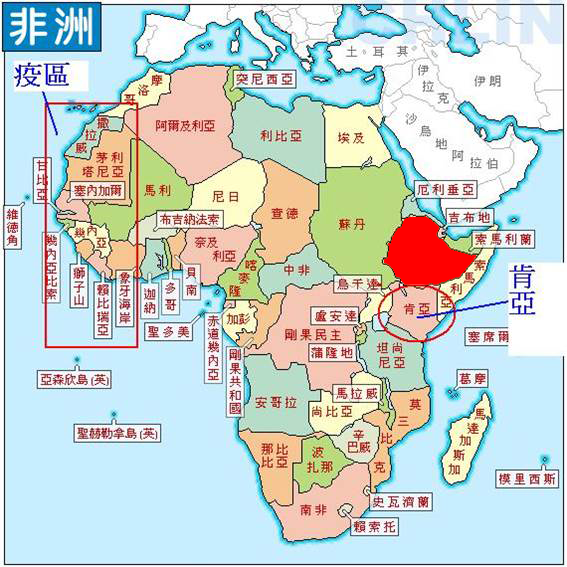 非洲
疫區
摩
洛
哥
突尼西亞
土耳其
伊
拉
克
伊朗
撒
拉
威
阿爾及利亞
利比亞
埃及
沙烏
地
阿拉伯
甘比亞
茅利
塔尼亞
塞內加爾
馬利
尼日
查德
蘇丹
厄利垂亞
吉布地
索馬利蘭
維德角
幾內亞
布吉納法索
奈及
利亞
喀
麥
隆
中非
烏干達
索
馬
利
亞
肯亞
幾內亞比索
獅子山
賴比瑞亞
象牙海岸
迦納
多哥
貝南
聖多美
赤道幾內亞
加彭
剛果共和國
剛果民主
盧安達
蒲隆地
肯亞
坦尚
尼亞
塞席爾
亞森欣島(英)
聖赫勒拿島(英)
安哥拉
尚比亞
馬拉威
莫
三
比
克
葛摩
馬
達
加
斯
加
辛
巴威
那比
比亞
波
扎那
模里西斯
史瓦濟蘭
南非
賴索托